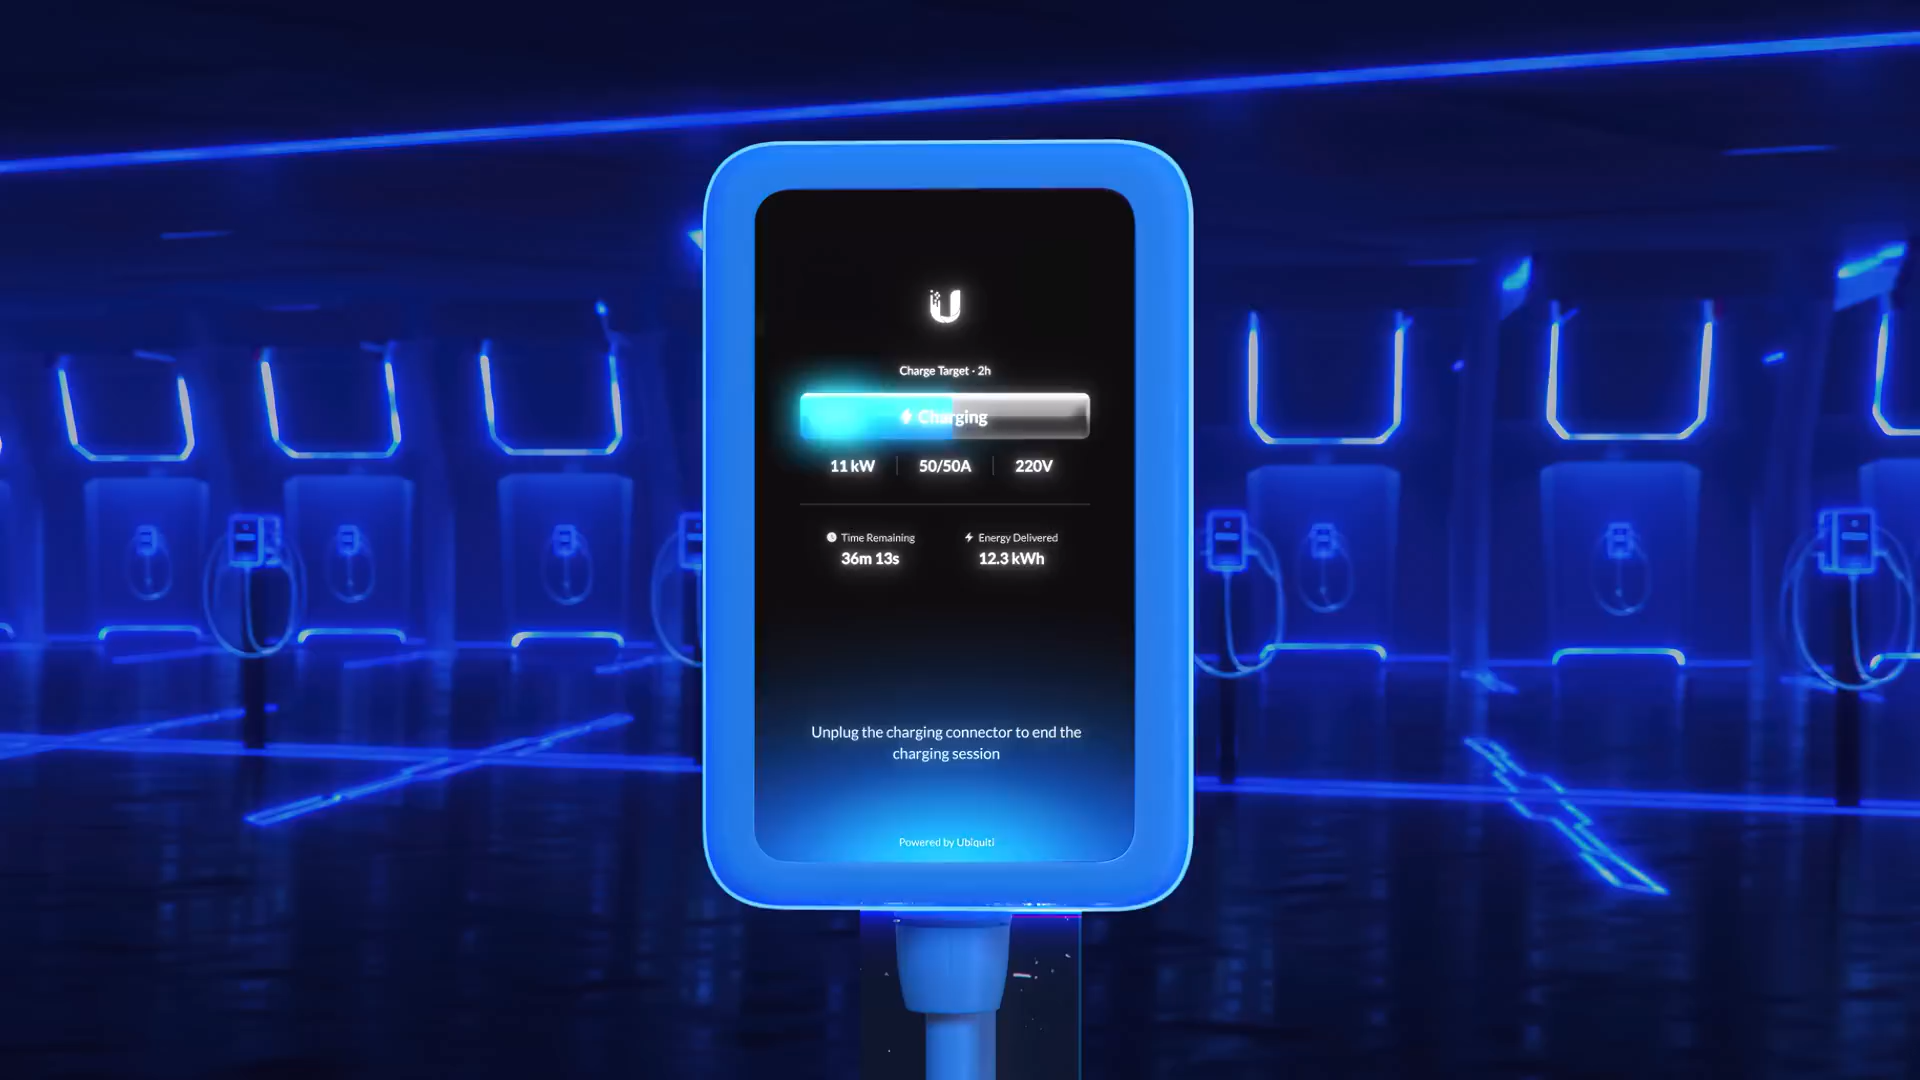 Charge Target · 2h
Charging
11 kW | 50/50A | 220V
Time Remaining Energy Delivered
36m 13s 12.3 kWh
Unplug the charging connector to end the
charging session
Powered by Ubiquiti